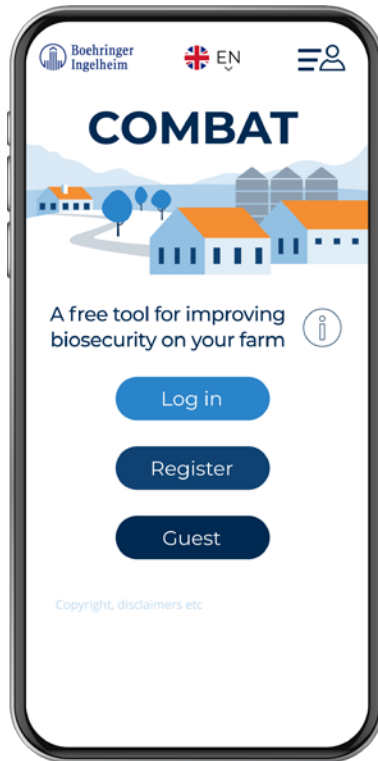 Boehringer
Ingelheim
EN
COMBAT
A free tool for improving
biosecurity on your farm
i
Log in
Register
Guest
Copyright, disclaimers etc